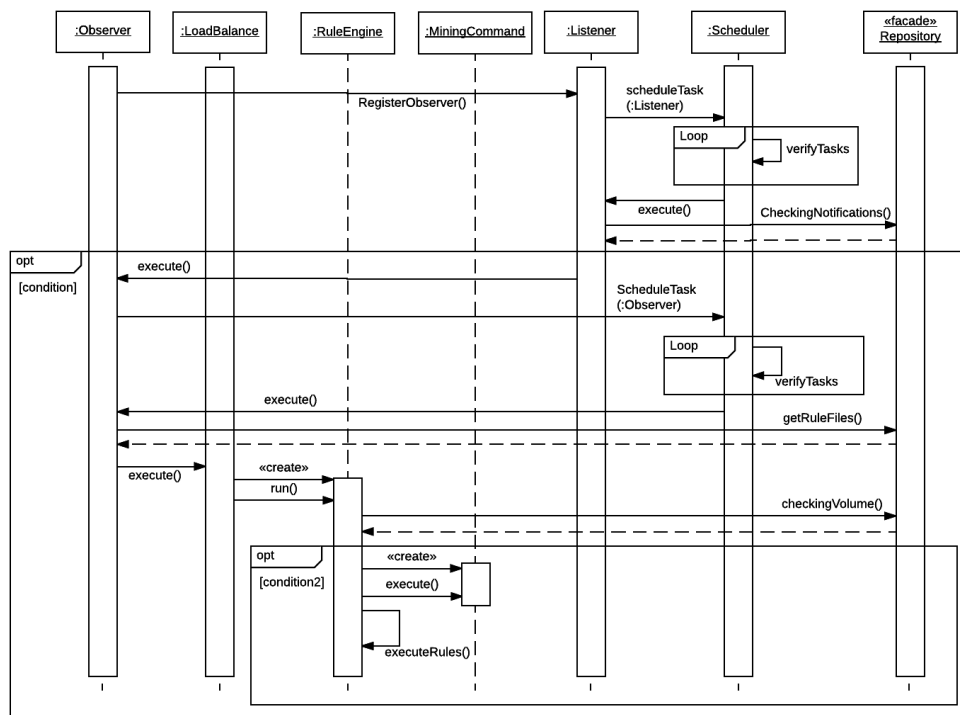 :Observer
:LoadBalance
:RuleEngine
:MiningCommand
:Listener
:Scheduler
«facade»
Repository
RegisterObserver()
scheduleTask
(:Listener)
Loop
verifyTasks
execute()
CheckingNotifications()
opt
[condition]
execute()
ScheduleTask
(:Observer)
Loop
verifyTasks
execute()
getRuleFiles()
execute()
«create»
run()
checkingVolume()
opt
[condition2]
«create»
execute()
executeRules()